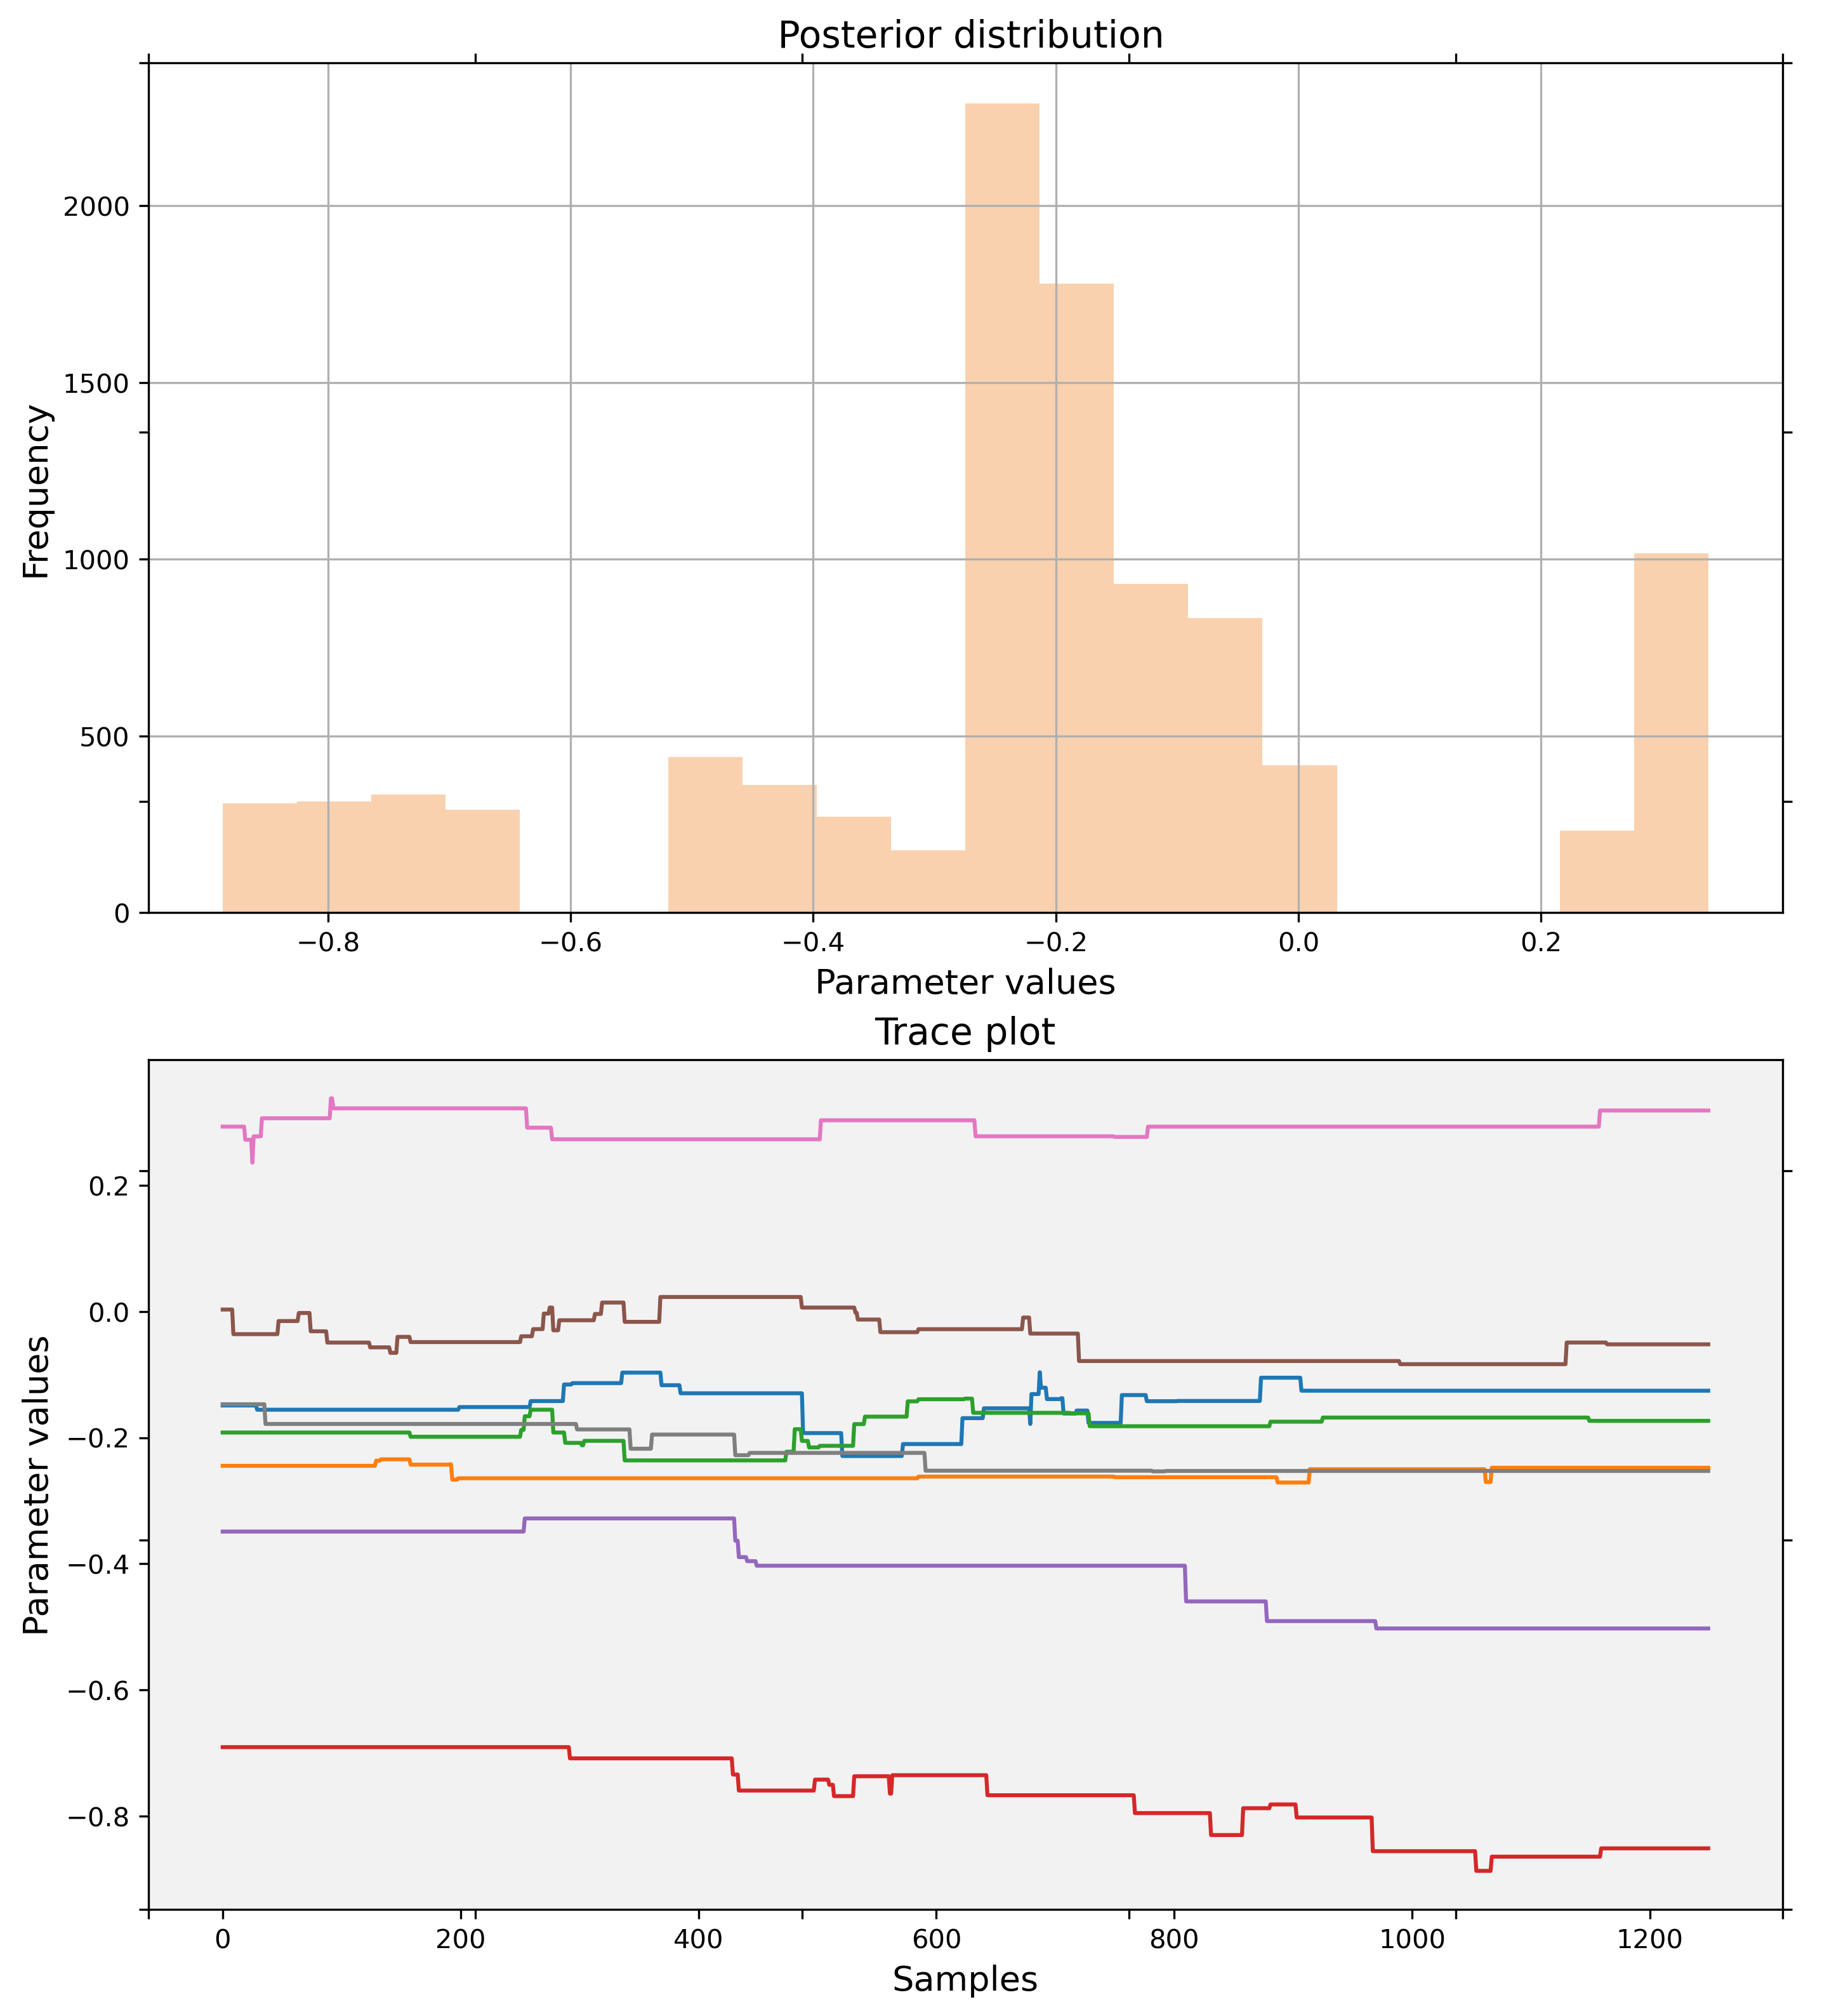 Posterior distribution
Frequency
2000
1500
1000
500
0
−0.8 −0.6 −0.4 −0.2 0.0 0.2
Parameter values
Trace plot
Parameter values
0.2
0.0
−0.2
−0.4
−0.6
−0.8
0 200 400 600 800 1000 1200
Samples